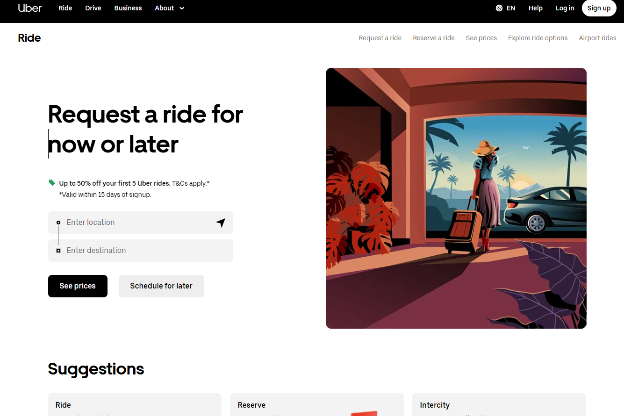 Uber Ride Drive Business About EN Help Log in Sign up
Ride Request a ride Reserve a ride See prices Explore ride options Airport rides
Request a ride for
now or later
Up to 50% off your first 5 Uber rides. T&Cs apply.*
*Valid within 15 days of signup.
Enter location
Enter destination
See prices Schedule for later
Suggestions
Ride Reserve Intercity